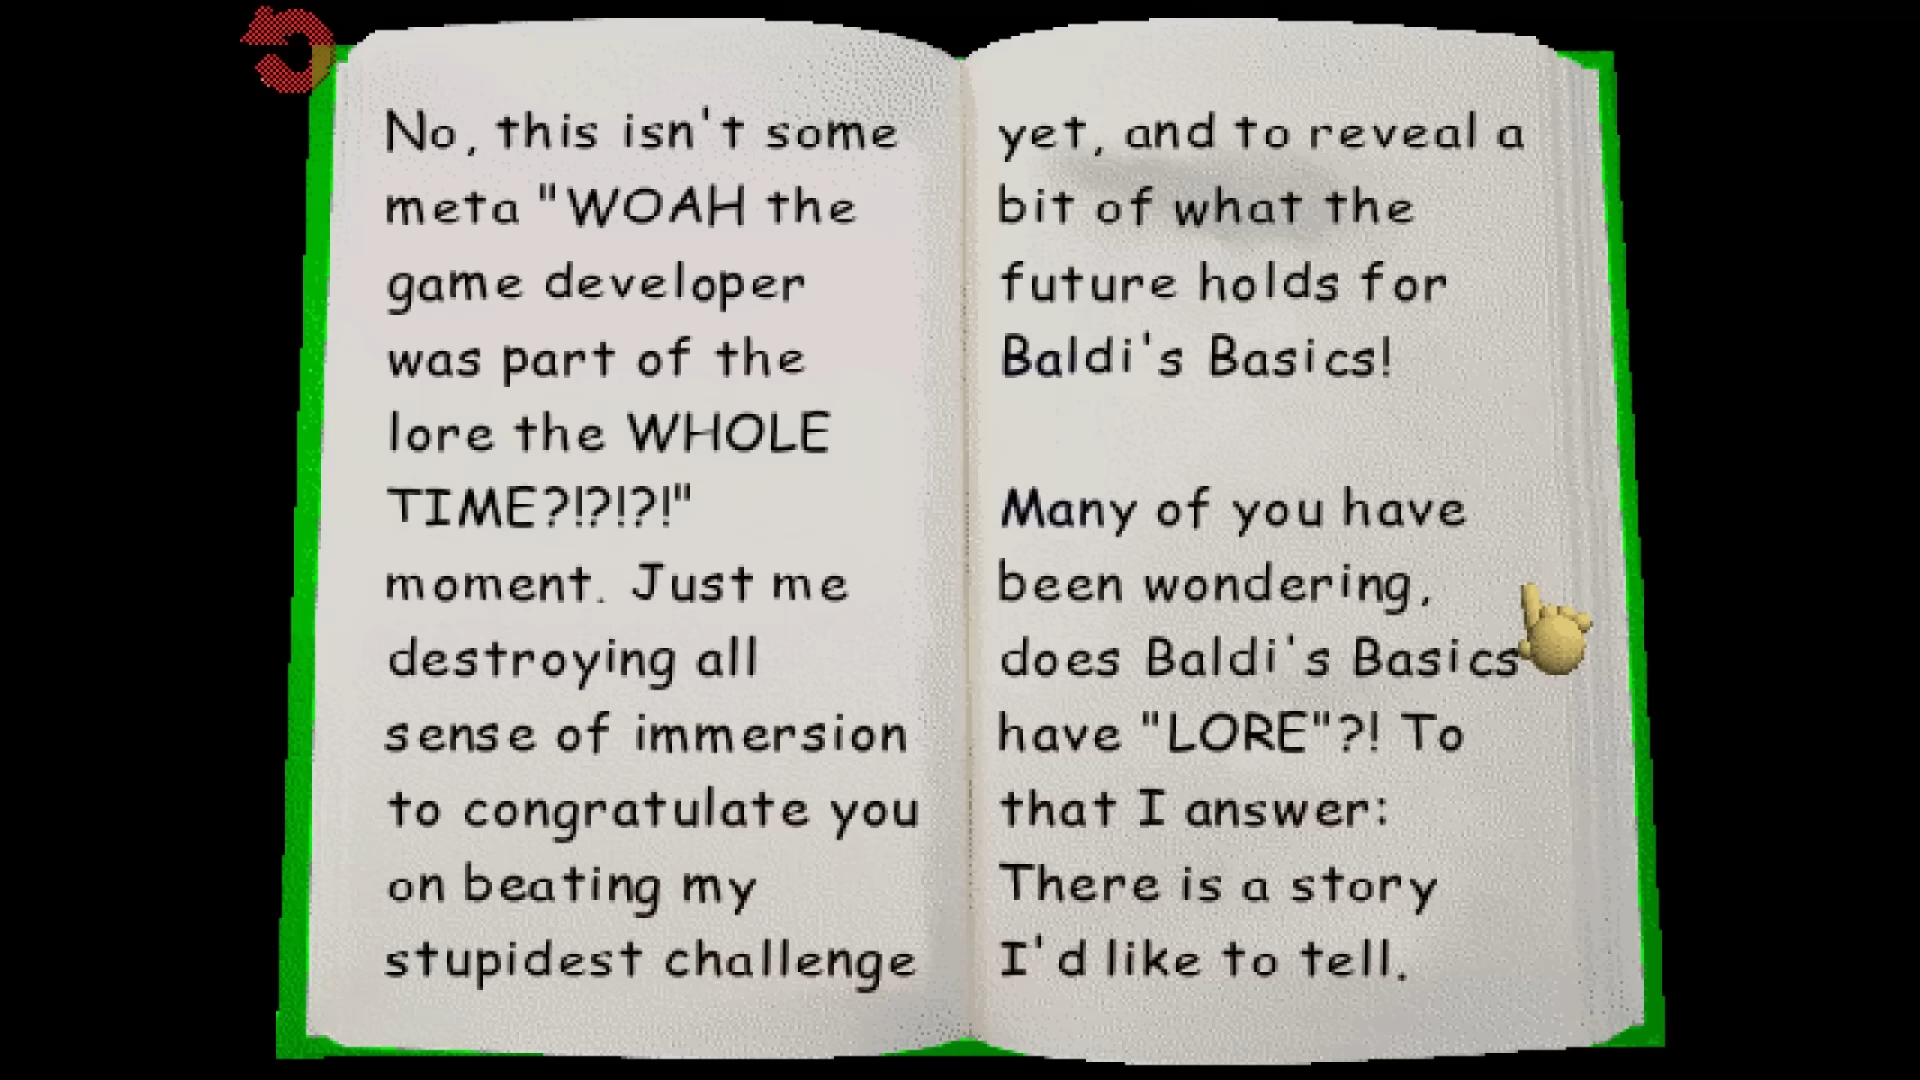 No, this isn't some
meta "WOAH the
game developer
was part of the
lore the WHOLE
TIME?!?!?!"
moment. Just me
destroying all
sense of immersion
to congratulate you
on beating my
stupidest challenge
yet, and to reveal a
bit of what the
future holds for
Baldi's Basics!
Many of you have
been wondering,
does Baldi's Basics
have "LORE"?! To
that I answer:
There is a story
I'd like to tell.